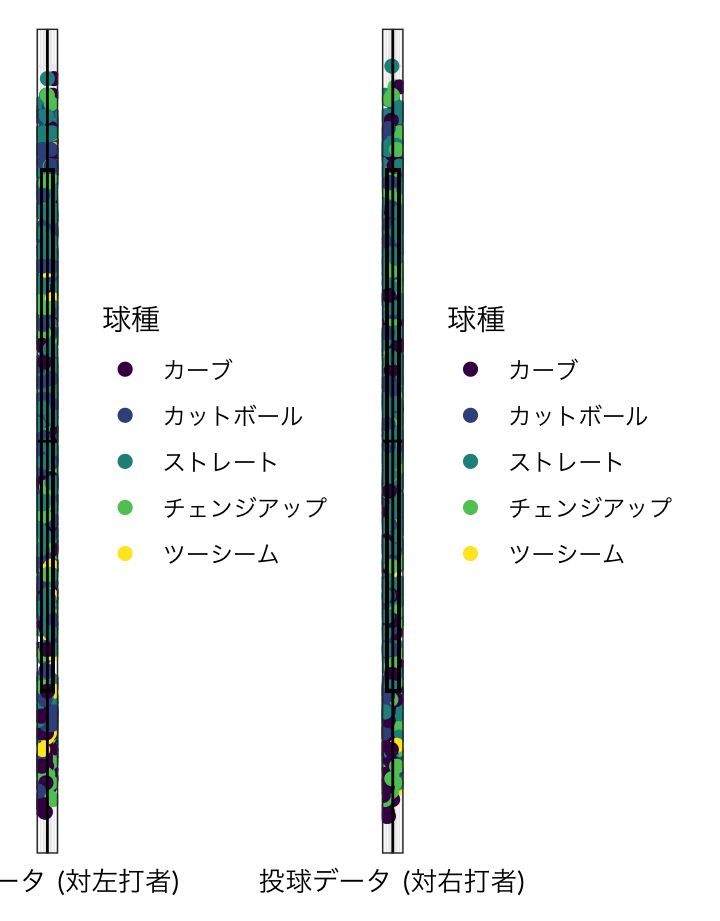 球種
カーブ
カットボール
ストレート
チェンジアップ
ツーシーム
球種
カーブ
カットボール
ストレート
チェンジアップ
ツーシーム
ータ (対左打者)
投球データ (対右打者)